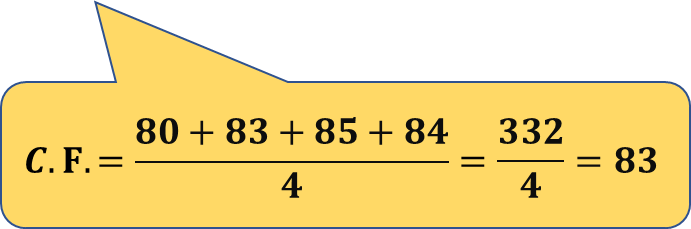 C. F. = (80 + 83 + 85 + 84)/4 = 332/4 = 83